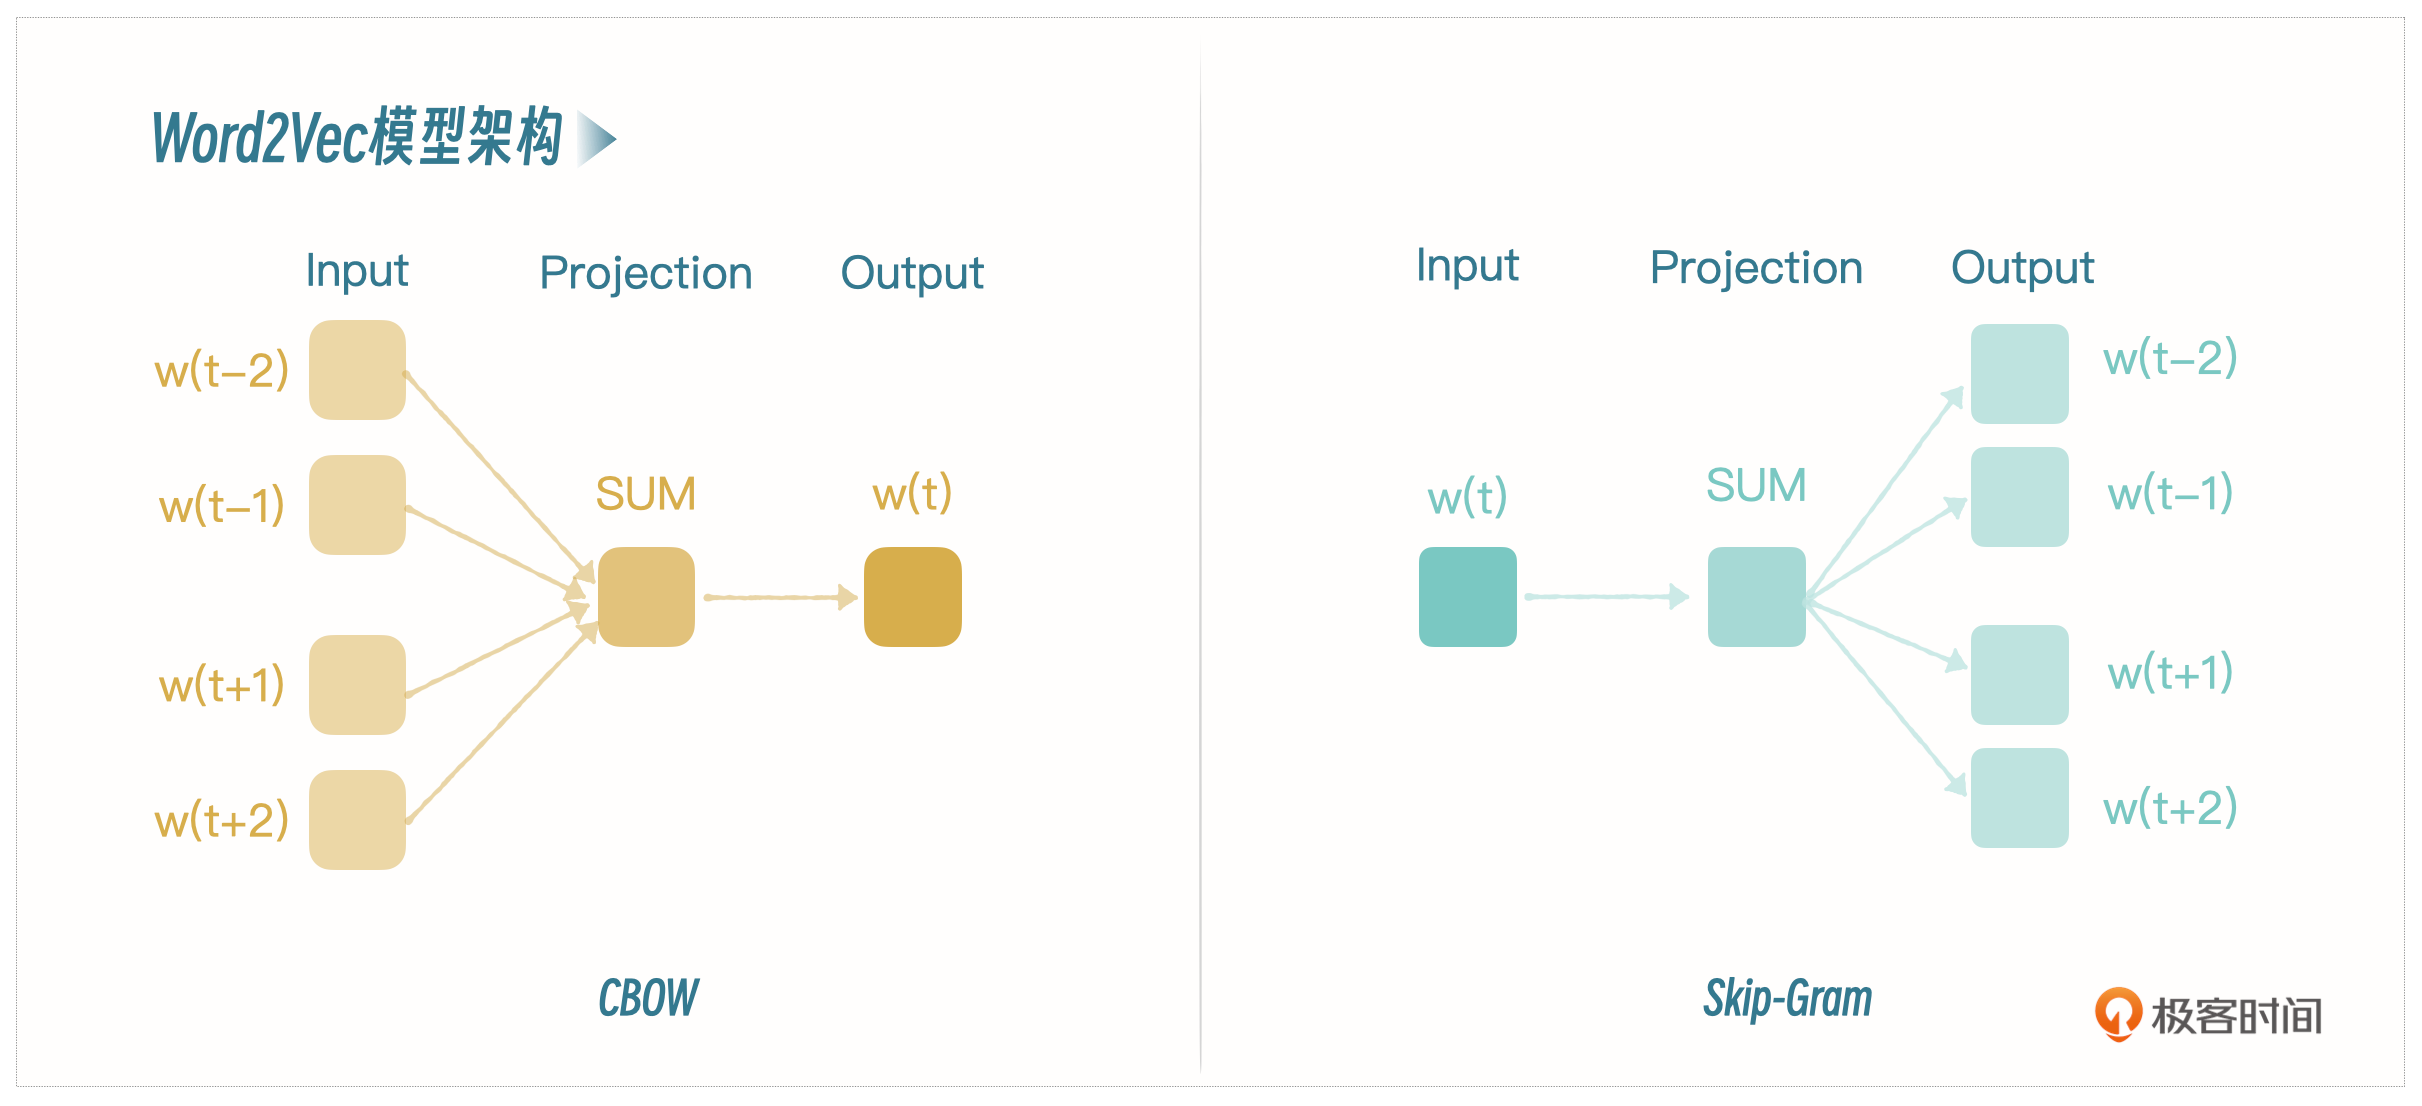 Word2Vec模型架构
Input Projection Output
w(t-2)
w(t-1)
SUM
w(t)
w(t+1)
w(t+2)
CBOW
Input Projection Output
w(t)
SUM
w(t-2)
w(t-1)
w(t+1)
w(t+2)
Skip-Gram
极客时间